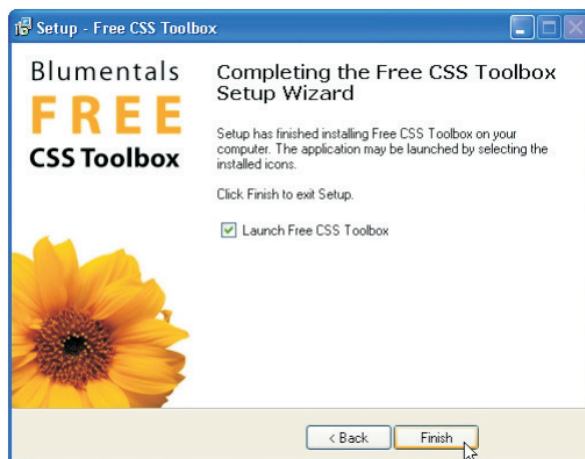 Setup - Free CSS Toolbox
Blumentals
FREE
CSS Toolbox
Completing the Free CSS Toolbox
Setup Wizard
Setup has finished installing Free CSS Toolbox on your
computer. The application may be launched by selecting the
installed icons.
Click Finish to exit Setup.
Launch Free CSS Toolbox
< Back
Finish